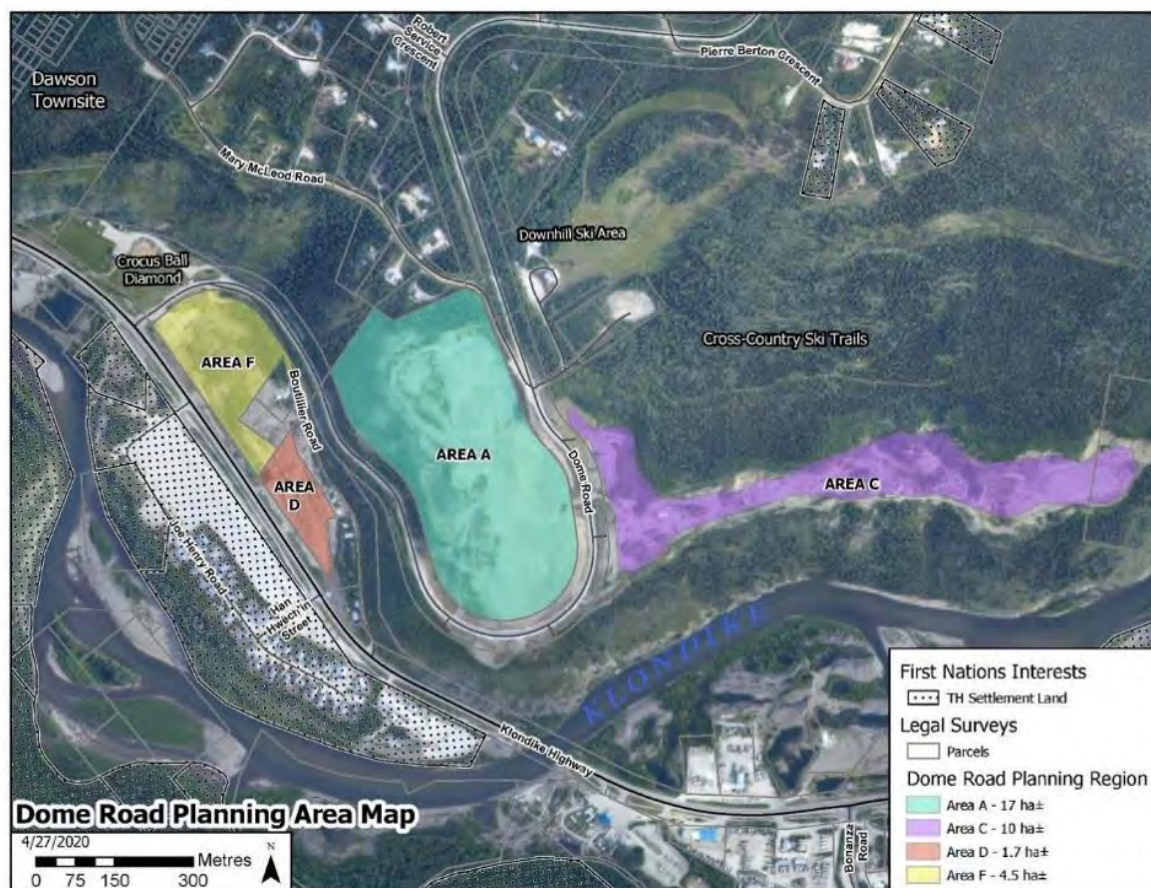 Dawson
Townsite
Robert
Service
Crescent
Pierre Berton Crescent
Mary McLeod Road
Downhill Ski Area
Crocus Ball
Diamond
Cross-Country Ski Trails
AREA F
Boutillier Road
AREA A
Dome Road
AREA C
AREA
D
Joe Henry Road
Han
Hwech'in
Street
KLONDIKE
Klondike Highway
Bonanza
Road
First Nations Interests
TH Settlement Land
Legal Surveys
Parcels
Dome Road Planning Region
Area A - 17 ha±
Area C - 10 ha±
Area D - 1.7 ha±
Area F - 4.5 ha±
Dome Road Planning Area Map
4/27/2020
N
Metres
0 75 150 300